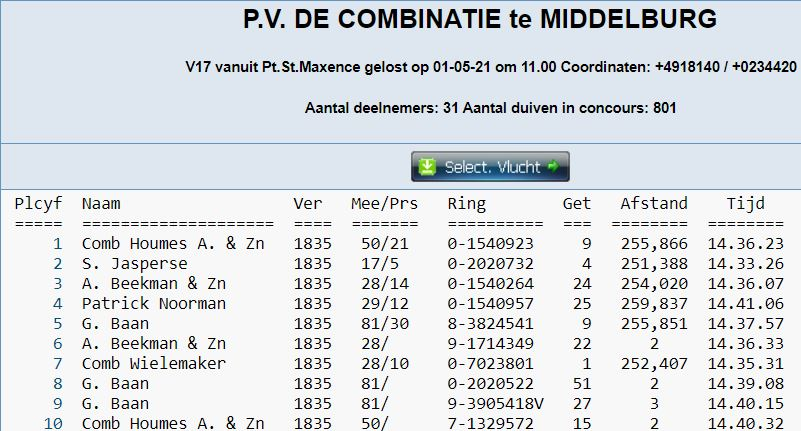 P.V. DE COMBINATIE te MIDDELBURG
V17 vanuit Pt.St.Maxence gelost op 01-05-21 om 11.00 Coordinaten: +4918140 / +0234420
Aantal deelnemers: 31 Aantal duiven in concours: 801
Select. Vlucht
Plcyf Naam Ver Mee/Prs Ring Get Afstand Tijd
===== ==================== ==== ======= ========== === ======== ========
1 Comb Houmes A. & Zn 1835 50/21 0-1540923 9 255,866 14.36.23
2 S. Jasperse 1835 17/5 0-2020732 4 251,388 14.33.26
3 A. Beekman & Zn 1835 28/14 0-1540264 24 254,020 14.36.07
4 Patrick Noorman 1835 29/12 0-1540957 25 259,837 14.41.06
5 G. Baan 1835 81/30 8-3824541 9 255,851 14.37.57
6 A. Beekman & Zn 1835 28/ 9-1714349 22 2 14.36.33
7 Comb Wielemaker 1835 28/10 0-7023801 1 252,407 14.35.31
8 G. Baan 1835 81/ 0-2020522 51 2 14.39.08
9 G. Baan 1835 81/ 9-3905418V 27 3 14.40.15
10 Comb Houmes A. & Zn 1835 50/ 7-1329572 15 2 14.40.32